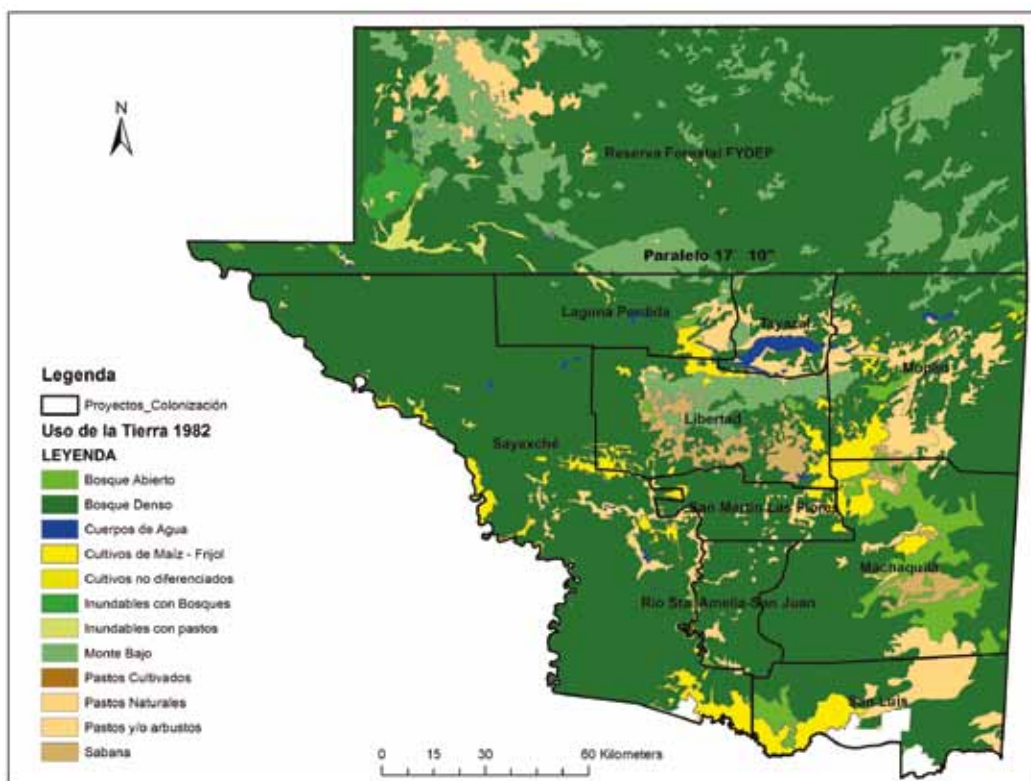 N
Reserva Forestal FYDEP
Paralelo 17° 10"
Laguna Perdida
Tayazal
Mopan
Libertad
Sayaxché
San Martín-Las Flores
Machaquilá
Río Sta. Amelia-San Juan
San Luis
Legenda
Proyectos_Colonización
Uso de la Tierra 1982
LEYENDA
Bosque Abierto
Bosque Denso
Cuerpos de Agua
Cultivos de Maíz - Frijol
Cultivos no diferenciados
Inundables con Bosques
Inundables con pastos
Monte Bajo
Pastos Cultivados
Pastos Naturales
Pastos y/o arbustos
Sabana
0 15 30 60 Kilometers